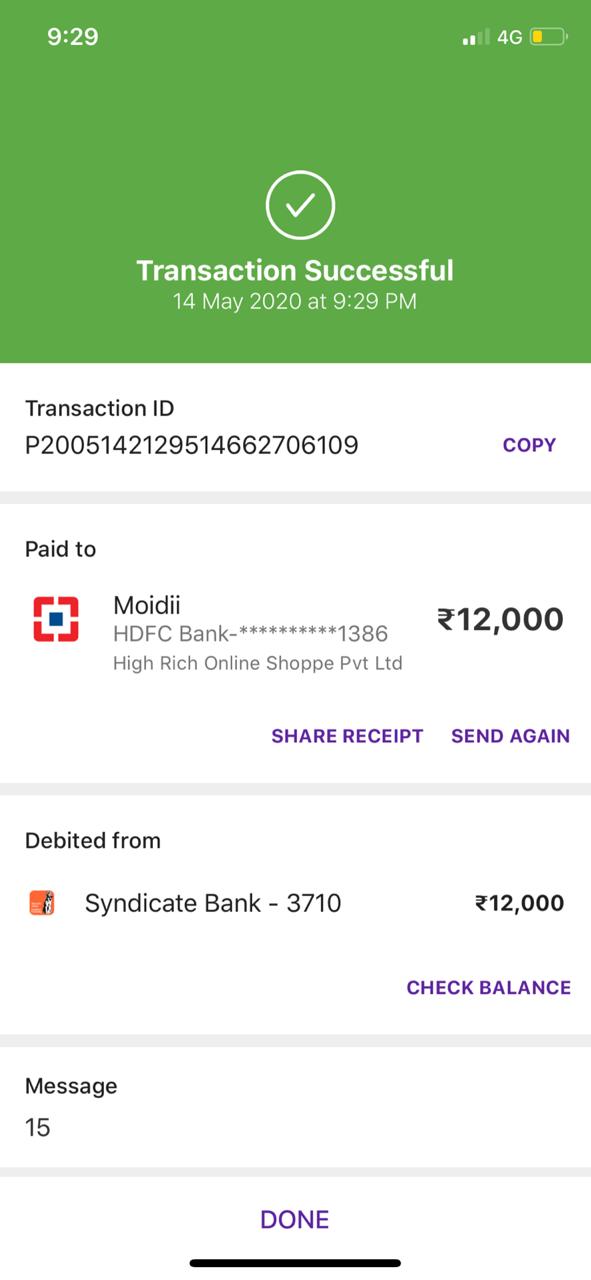 9:29
4G
Transaction Successful
14 May 2020 at 9:29 PM
Transaction ID
P2005142129514662706109
COPY
Paid to
Moidii
₹12,000
HDFC Bank-**********1386
High Rich Online Shoppe Pvt Ltd
SHARE RECEIPT SEND AGAIN
Debited from
Syndicate Bank - 3710
₹12,000
CHECK BALANCE
Message
15
DONE